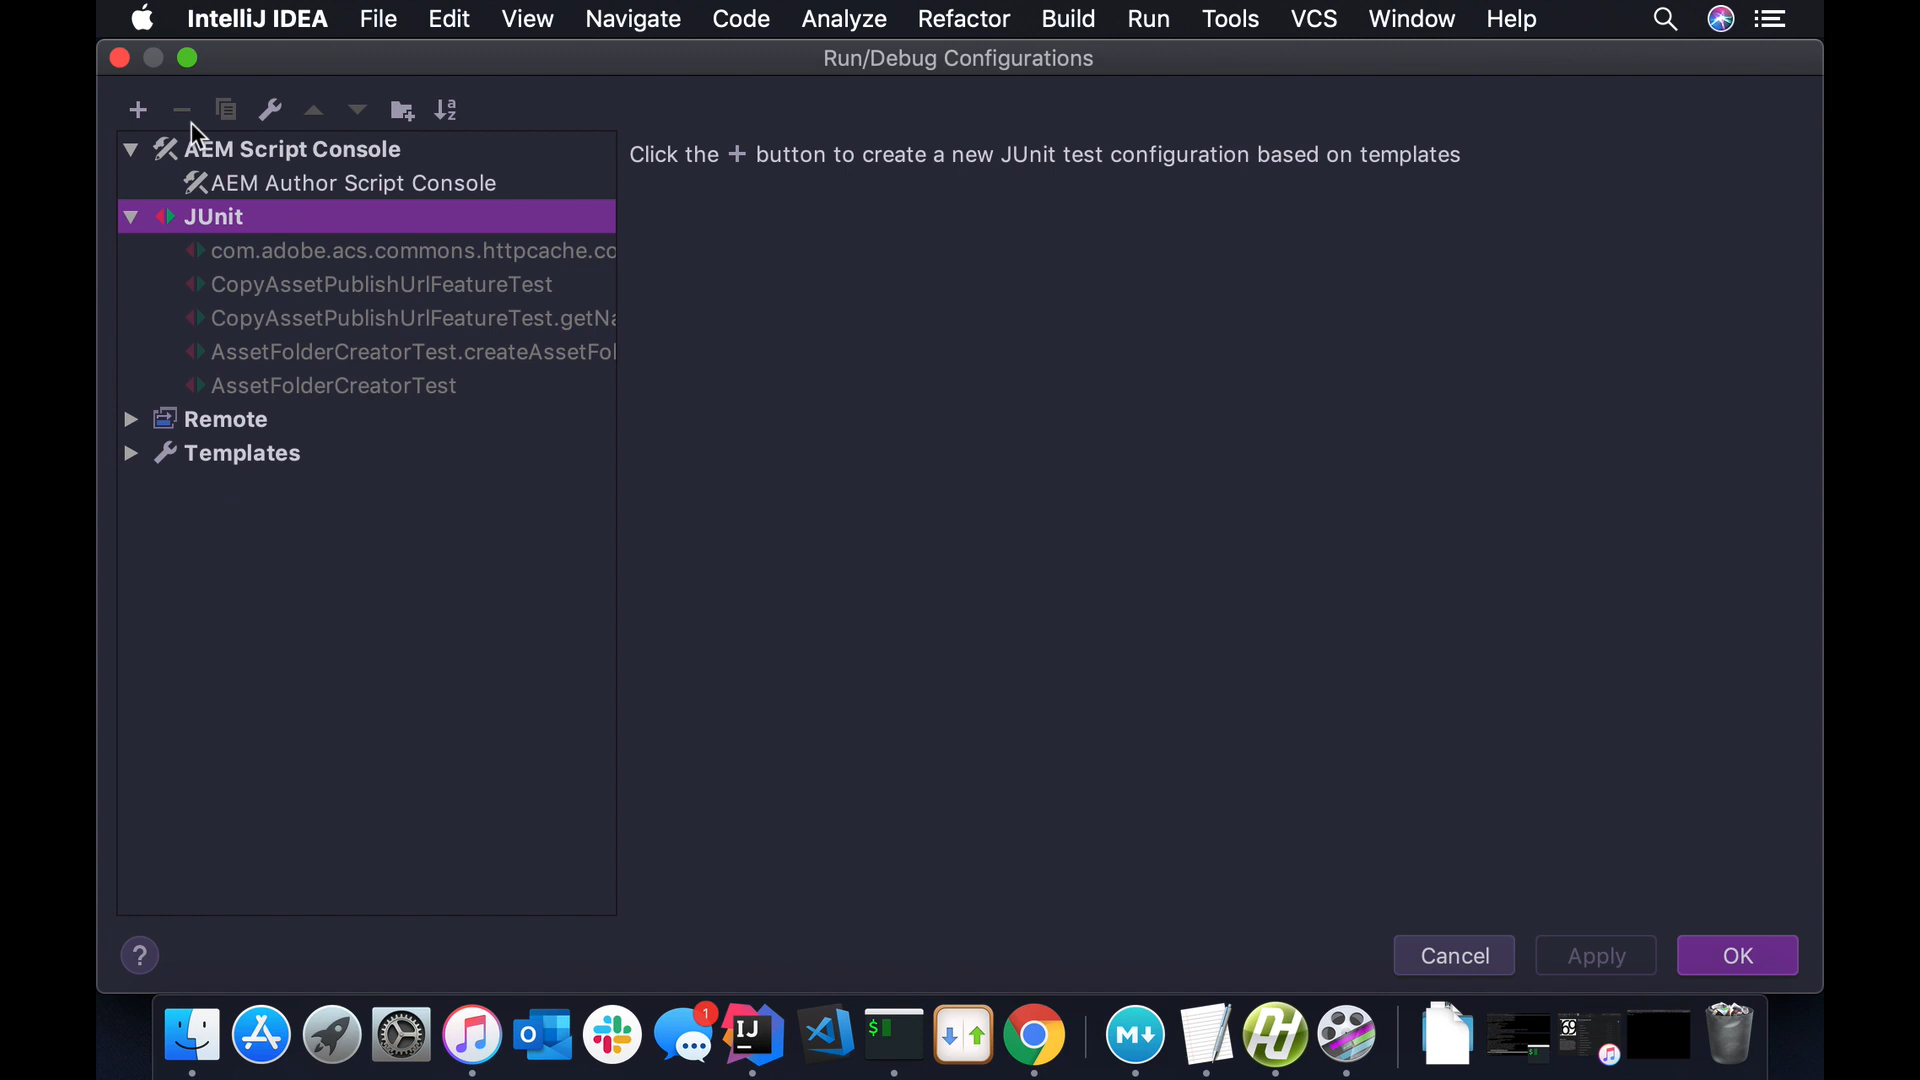 IntelliJ IDEA File Edit View Navigate Code Analyze Refactor Build Run Tools VCS Window Help
Run/Debug Configurations
AEM Script Console
AEM Author Script Console
JUnit
com.adobe.acs.commons.httpcache.co
CopyAssetPublishUrlFeatureTest
CopyAssetPublishUrlFeatureTest.getNa
AssetFolderCreatorTest.createAssetFol
AssetFolderCreatorTest
Remote
Templates
Click the + button to create a new JUnit test configuration based on templates
? Cancel Apply OK
1
IJ
$
M